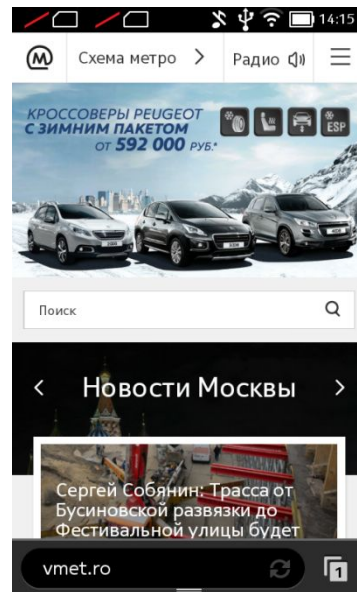 14:15
Схема метро
Радио
КРОССОВЕРЫ PEUGEOT
С ЗИМНИМ ПАКЕТОМ
ОТ 592 000 РУБ.*
ESP
Поиск
Новости Москвы
Сергей Собянин: Трасса от
Бусиновской развязки до
Фестивальной улицы будет
vmet.ro
1